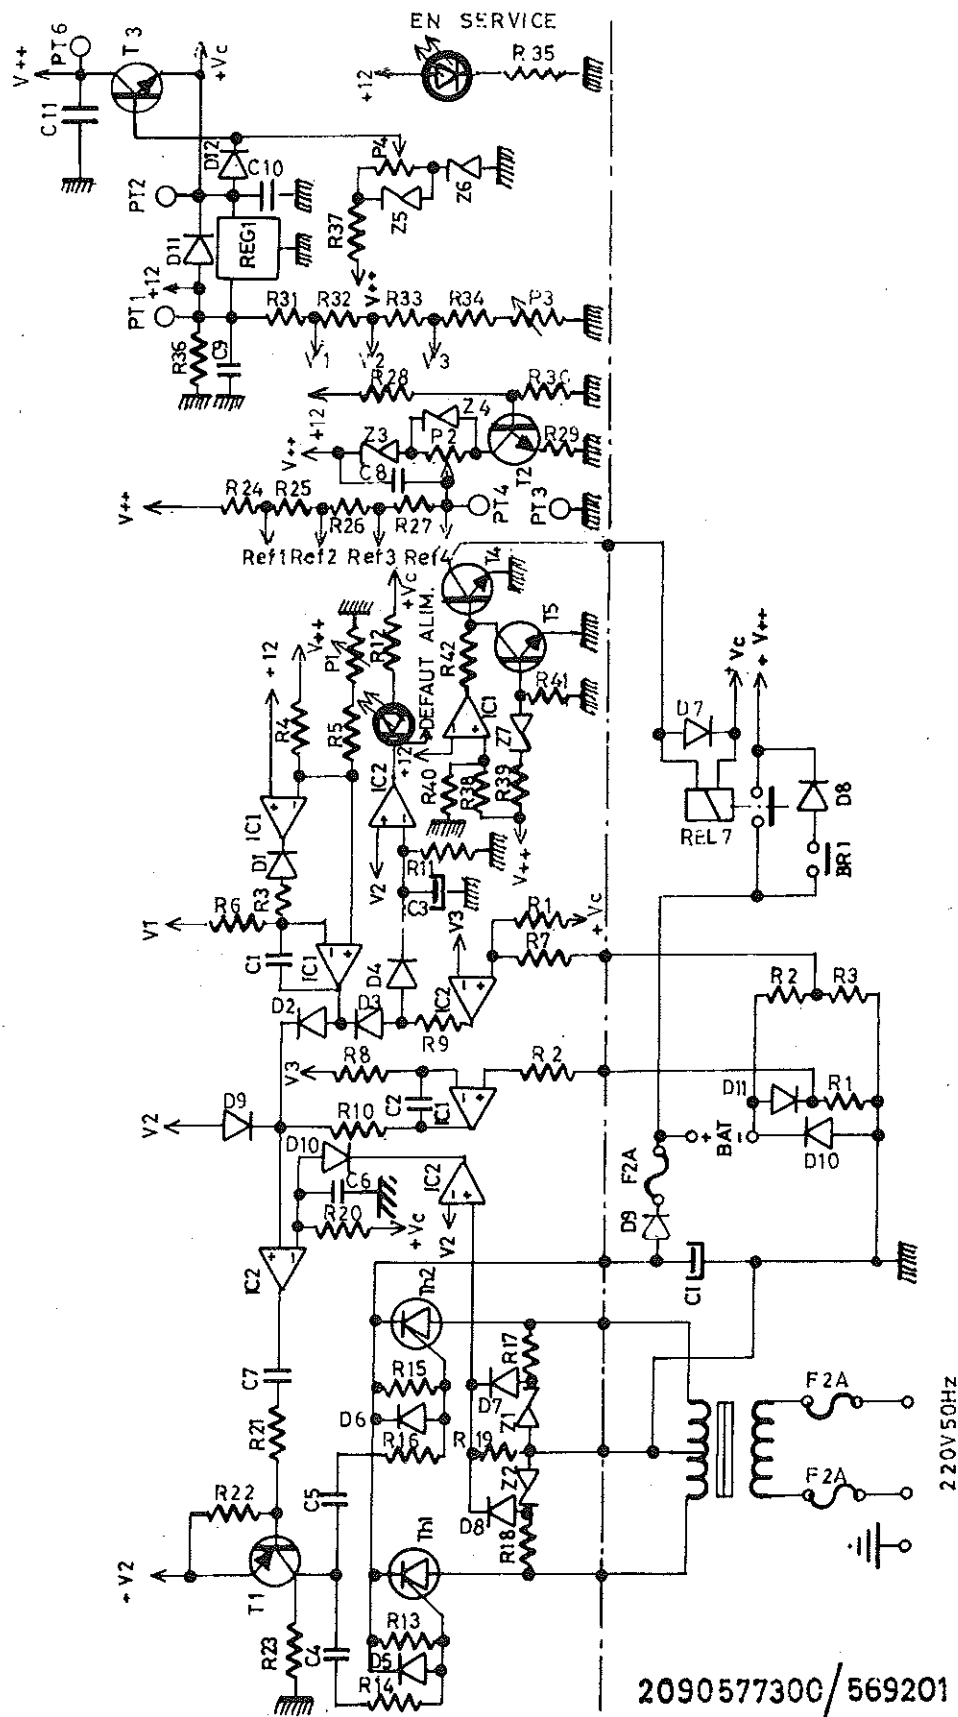 EN SERVICE
V++
PT6
T3
+Vc
C11
+12
R35
PT2
D12
C10
P4
D11
REG1
R37
Z5
Z6
V++
PT1
+12
R36
C9
R31
R32
R33
R34
P3
V1
V2
V3
R28
R30
+12
V++
Z3
Z4
P2
C8
T2
R29
V++
R24
R25
R26
R27
PT4
PT3
Ref1
Ref2
Ref3
Ref4
+Vc
T4
DEFAUT ALIM.
+12
V++
R4
P1
R12
R5
R42
T5
IC1
IC1
IC2
+12
R40
R38
Z7
R41
R39
V++
D1
R3
V2
R11
C3
V1
R6
C1
IC1
D4
V3
R1
+Vc
R7
D2
D3
R9
IC2
V3
R8
C2
IC1
R2
V2
D9
R10
D10
C6
R20
+Vc
IC2
V2
IC2
Th2
C7
R21
R15
D6
R16
R17
D7
Z1
R19
Z2
D8
R18
R22
C5
+V2
T1
Th1
R23
C4
R13
D5
R14
D7
+Vc
+V++
REL7
D8
BR1
R2
R3
D11
R1
F2A
+
BAT
-
D10
D9
C1
F2A
F2A
220V50Hz
2090577300/569201